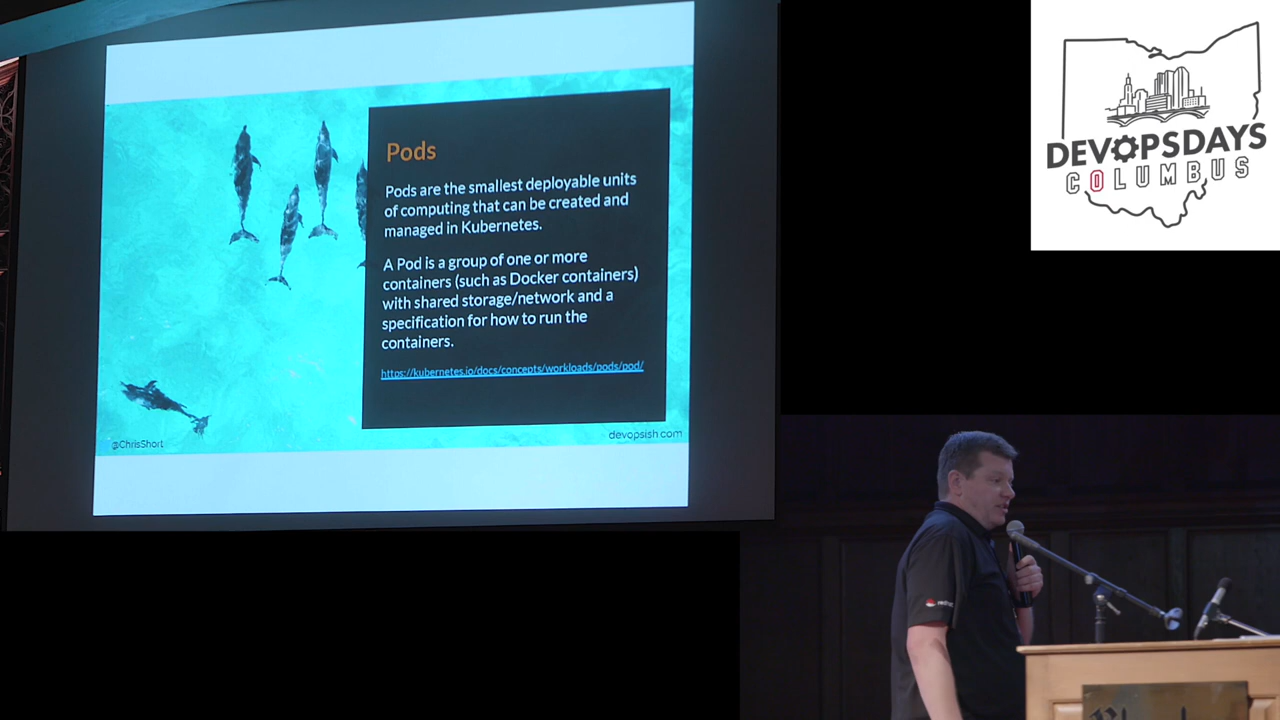 Pods
Pods are the smallest deployable units
of computing that can be created and
managed in Kubernetes.
A Pod is a group of one or more
containers (such as Docker containers)
with shared storage/network and a
specification for how to run the
containers.
https://kubernetes.io/docs/concepts/workloads/pods/pod/
@ChrisShort
devopsish.com
DEVOPSDAYS
COLUMBUS